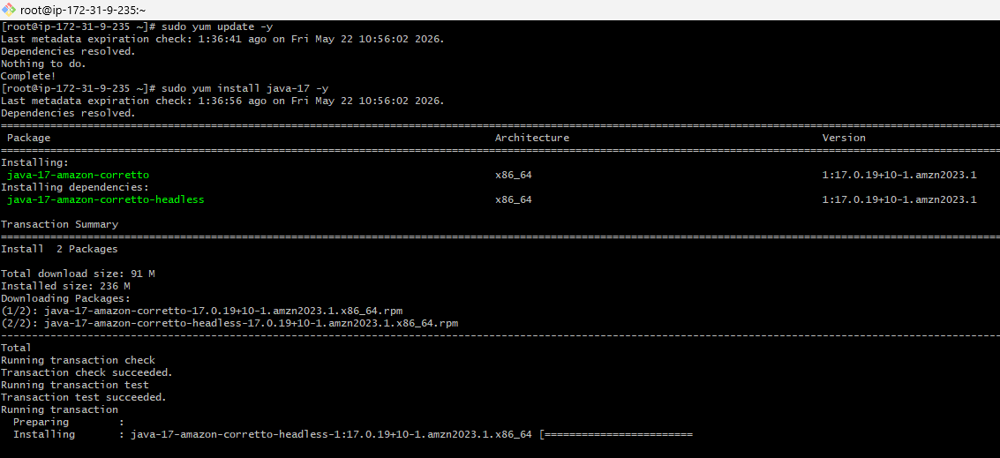 root@ip-172-31-9-235:~
[root@ip-172-31-9-235 ~]# sudo yum update -y
Last metadata expiration check: 1:36:41 ago on Fri May 22 10:56:02 2026.
Dependencies resolved.
Nothing to do.
Complete!
[root@ip-172-31-9-235 ~]# sudo yum install java-17 -y
Last metadata expiration check: 1:36:56 ago on Fri May 22 10:56:02 2026.
Dependencies resolved.
================================================================================
Package Architecture Version
================================================================================
Installing:
java-17-amazon-corretto x86_64 1:17.0.19+10-1.amzn2023.1
Installing dependencies:
java-17-amazon-corretto-headless x86_64 1:17.0.19+10-1.amzn2023.1
Transaction Summary
================================================================================
Install  2 Packages
Total download size: 91 M
Installed size: 236 M
Downloading Packages:
(1/2): java-17-amazon-corretto-17.0.19+10-1.amzn2023.1.x86_64.rpm
(2/2): java-17-amazon-corretto-headless-17.0.19+10-1.amzn2023.1.x86_64.rpm
--------------------------------------------------------------------------------
Total
Running transaction check
Transaction check succeeded.
Running transaction test
Transaction test succeeded.
Running transaction
Preparing :
Installing : java-17-amazon-corretto-headless-1:17.0.19+10-1.amzn2023.1.x86_64 [========================